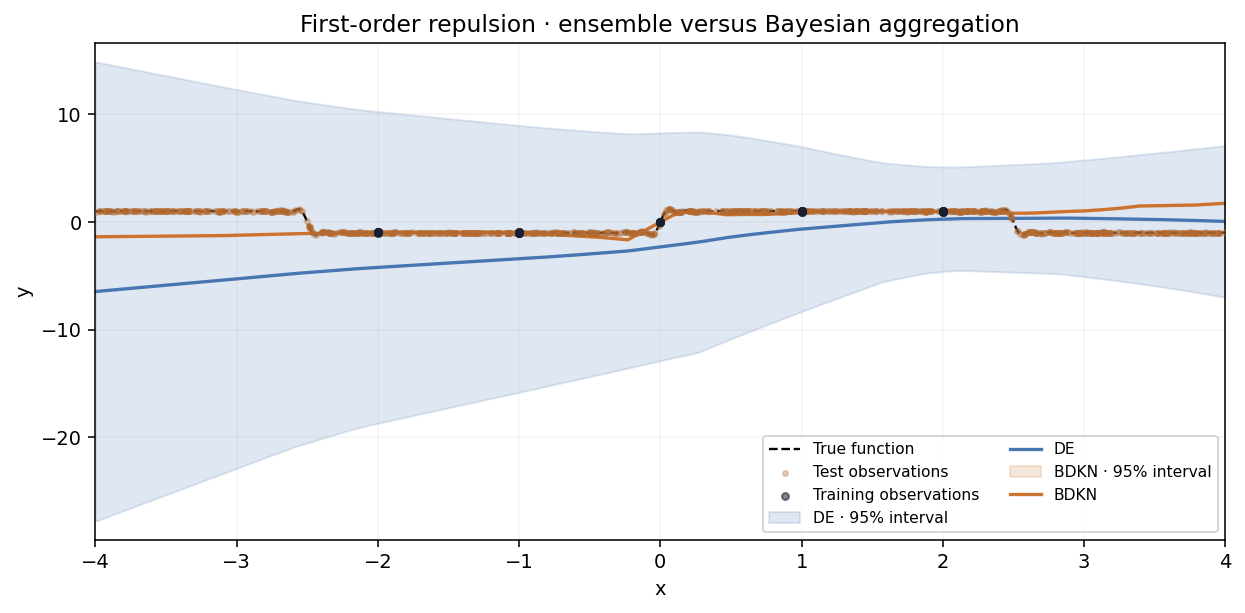 First-order repulsion · ensemble versus Bayesian aggregation
y
10
0
−10
−20
True function
Test observations
Training observations
DE · 95% interval
DE
BDKN · 95% interval
BDKN
−4 −3 −2 −1 0 1 2 3 4
x